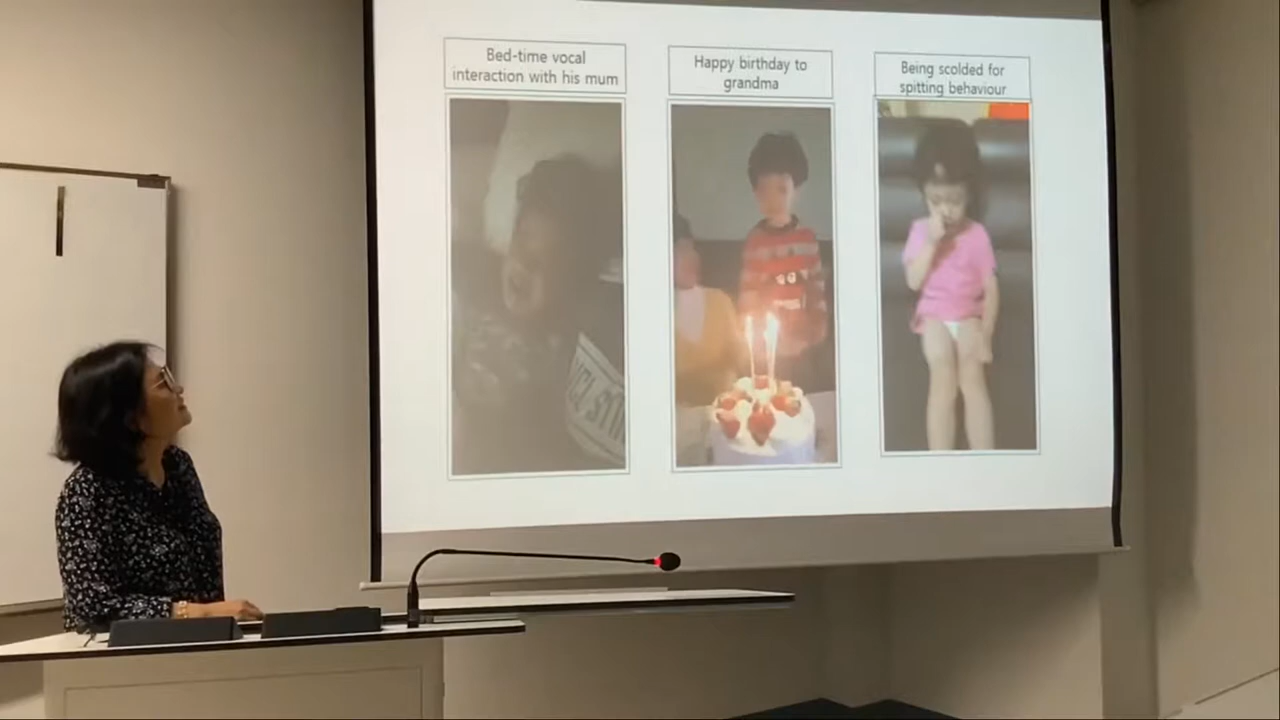 Bed-time vocal
interaction with his mum
Happy birthday to
grandma
Being scolded for
spitting behaviour